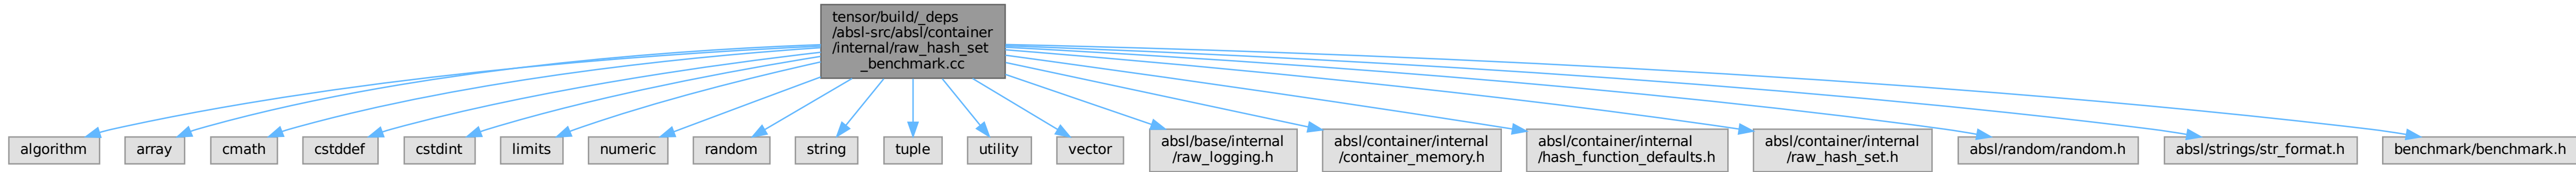 tensor/build/_deps
/absl-src/absl/container
/internal/raw_hash_set
_benchmark.cc
algorithm
array
cmath
cstddef
cstdint
limits
numeric
random
string
tuple
utility
vector
absl/base/internal
/raw_logging.h
absl/container/internal
/container_memory.h
absl/container/internal
/hash_function_defaults.h
absl/container/internal
/raw_hash_set.h
absl/random/random.h
absl/strings/str_format.h
benchmark/benchmark.h